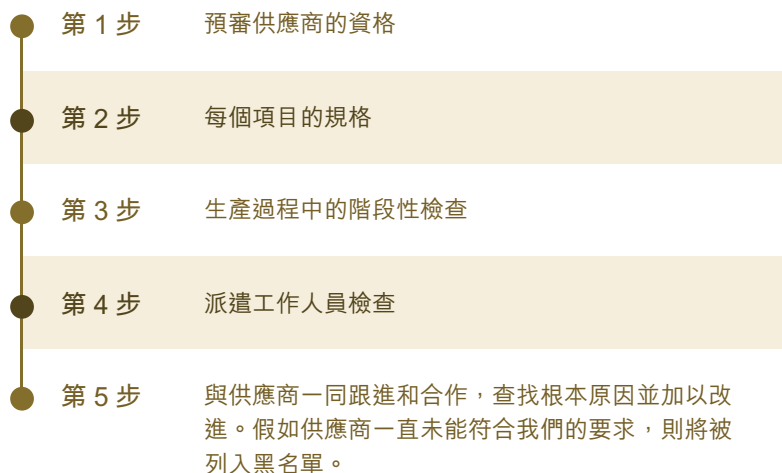 第 1 步 預審供應商的資格
第 2 步 每個項目的規格
第 3 步 生產過程中的階段性檢查
第 4 步 派遣工作人員檢查
第 5 步 與供應商一同跟進和合作，查找根本原因並加以改
進。假如供應商一直未能符合我們的要求，則將被
列入黑名單。